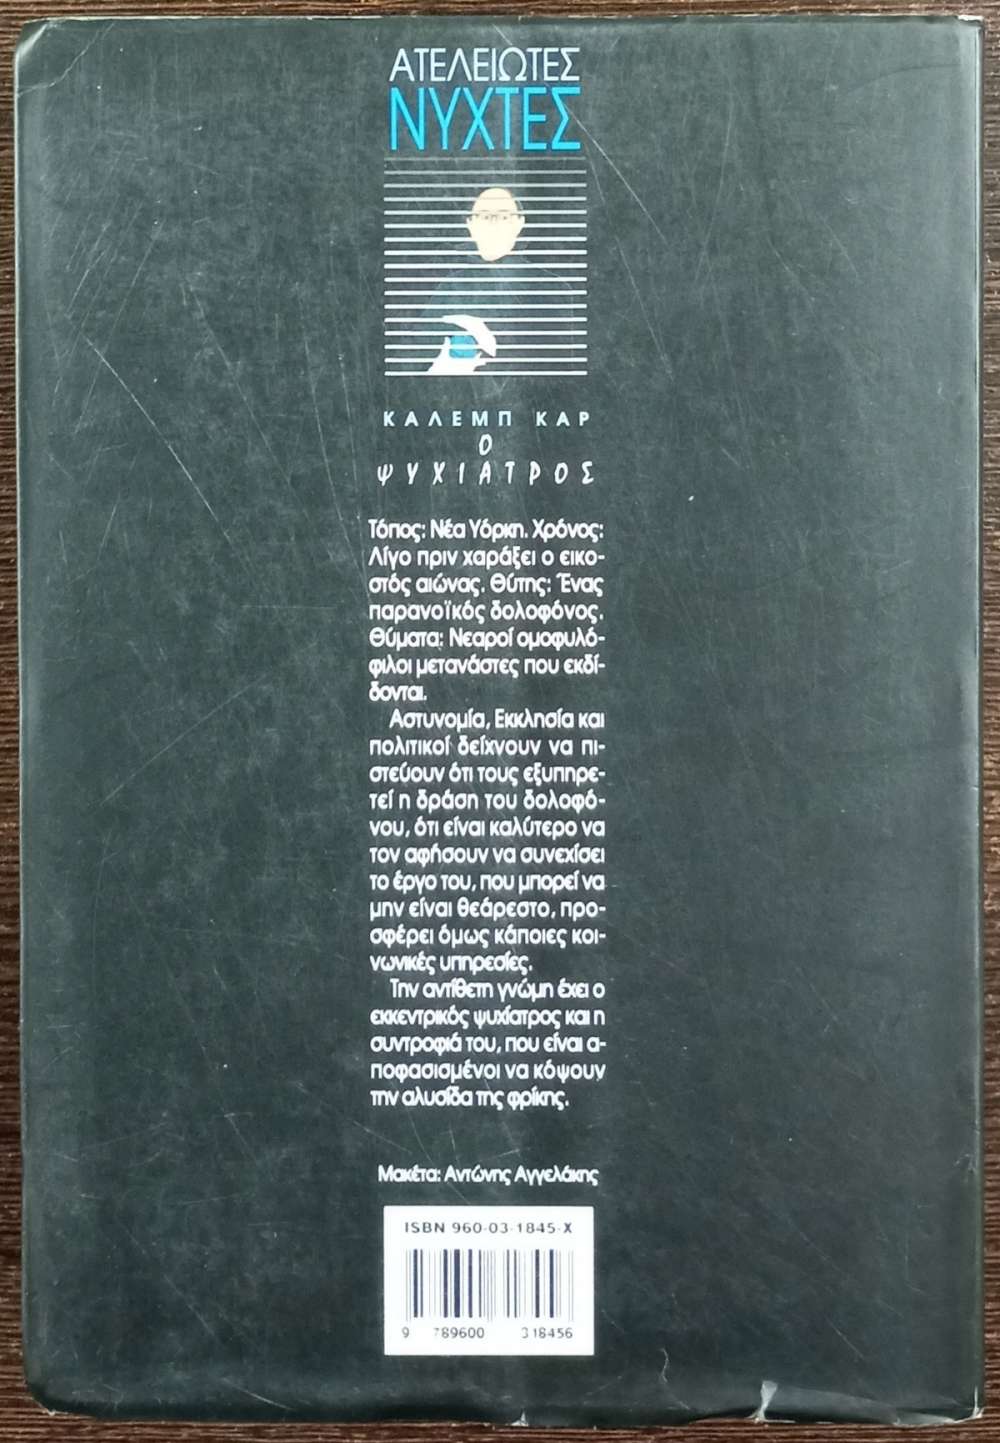 ΑΤΕΛΕΙΩΤΕΣ
ΝΥΧΤΕΣ
ΚΑΛΕΜΠ ΚΑΡ
Ο
ΨΥΧΙΑΤΡΟΣ
Τόπος: Νέα Υόρκη. Χρόνος:
Λίγο πριν χαράξει ο εικο-
στός αιώνας. Θύτης: Ένας
παρανοϊκός δολοφόνος.
Θύματα: Νεαροί ομοφυλό-
φιλοι μετανάστες που εκδί-
δονται.
Αστυνομία, Εκκλησία και
πολιτικοί δείχνουν να πι-
στεύουν ότι τους εξυπηρε-
τεί η δράση του δολοφό-
νου, ότι είναι καλύτερο να
τον αφήσουν να συνεχίσει
το έργο του, που μπορεί να
μην είναι θεάρεστο, προ-
σφέρει όμως κάποιες κοι-
νωνικές υπηρεσίες.
Την αντίθετη γνώμη έχει ο
εκκεντρικός ψυχίατρος και η
συντροφιά του, που είναι α-
ποφασισμένοι να κόψουν
την αλυσίδα της φρίκης.
Μακέτα: Αντώνης Αγγελάκης
ISBN 960-03-1845-X
9 789600 318456